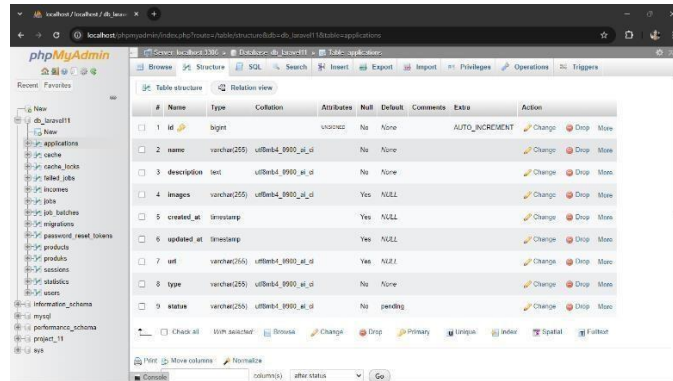 localhost / localhost / db_larav
localhost/phpmyadmin/index.php?route=/table/structure&db=db_laravel11&table=applications
phpMyAdmin
Recent Favorites
New
db_laravel11
New
applications
cache
cache_locks
failed_jobs
incomes
jobs
job_batches
migrations
password_reset_tokens
products
produks
sessions
statistics
users
information_schema
mysql
performance_schema
project_11
sys
Server: localhost:3306 » Database: db_laravel11 » Table: applications
Browse Structure SQL Search Insert Export Import Privileges Operations Triggers
Table structure Relation view
# Name Type Collation Attributes Null Default Comments Extra Action
1 id bigint UNSIGNED No None AUTO_INCREMENT Change Drop More
2 name varchar(255) utf8mb4_0900_ai_ci No None Change Drop More
3 description text utf8mb4_0900_ai_ci No None Change Drop More
4 images varchar(255) utf8mb4_0900_ai_ci Yes NULL Change Drop More
5 created_at timestamp Yes NULL Change Drop More
6 updated_at timestamp Yes NULL Change Drop More
7 url varchar(255) utf8mb4_0900_ai_ci Yes NULL Change Drop More
8 type varchar(255) utf8mb4_0900_ai_ci No None Change Drop More
9 status varchar(255) utf8mb4_0900_ai_ci No pending Change Drop More
Check all With selected: Browse Change Drop Primary Unique Index Spatial Fulltext
Print Move columns Normalize
Console column(s) after status Go